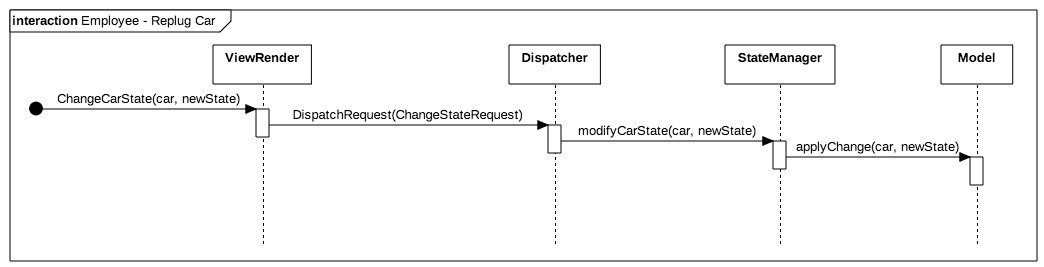 interaction Employee - Replug Car
ViewRender
Dispatcher
StateManager
Model
ChangeCarState(car, newState)
DispatchRequest(ChangeStateRequest)
modifyCarState(car, newState)
applyChange(car, newState)